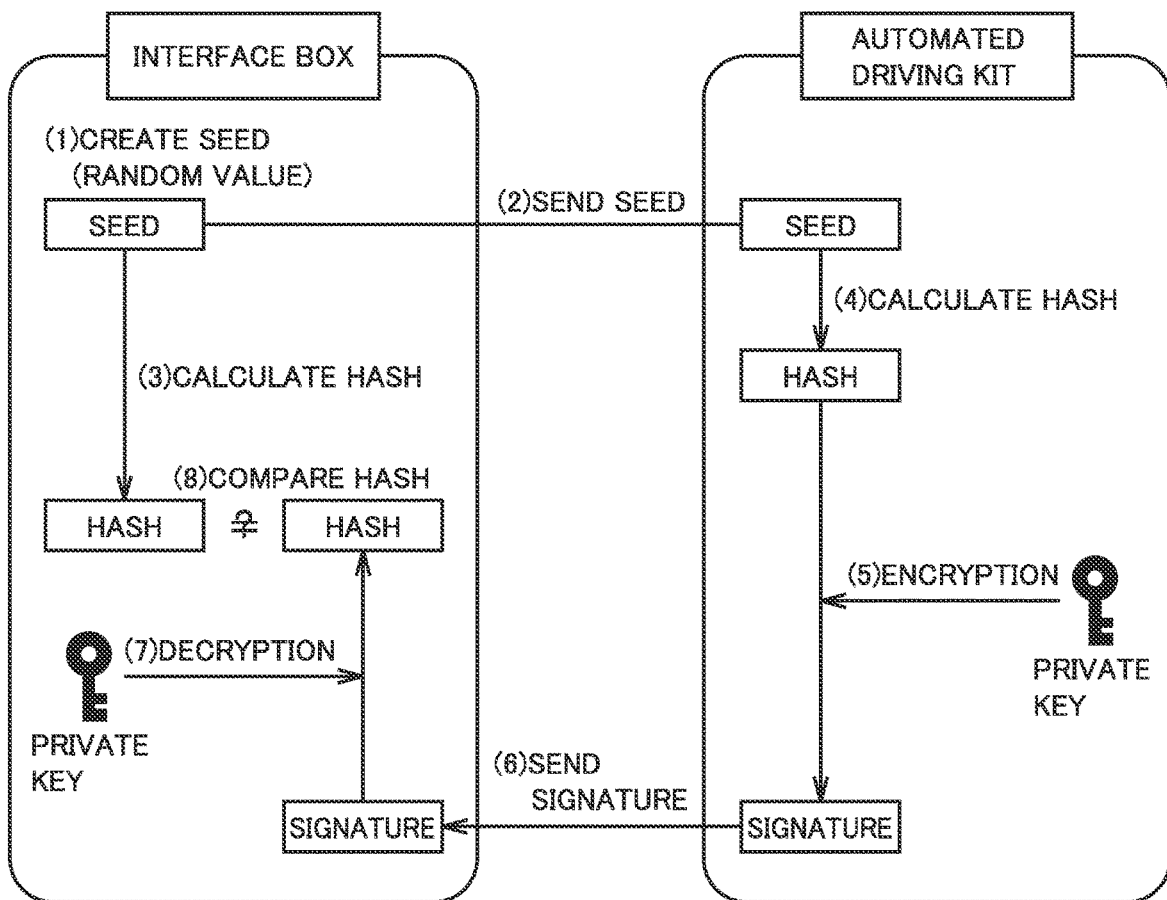 INTERFACE BOX
AUTOMATED
DRIVING KIT
(1)CREATE SEED
(RANDOM VALUE)
SEED
(2)SEND SEED
SEED
(4)CALCULATE HASH
(3)CALCULATE HASH
HASH
(8)COMPARE HASH
HASH
HASH
(5)ENCRYPTION
(7)DECRYPTION
PRIVATE
KEY
PRIVATE
KEY
(6)SEND
SIGNATURE
SIGNATURE
SIGNATURE